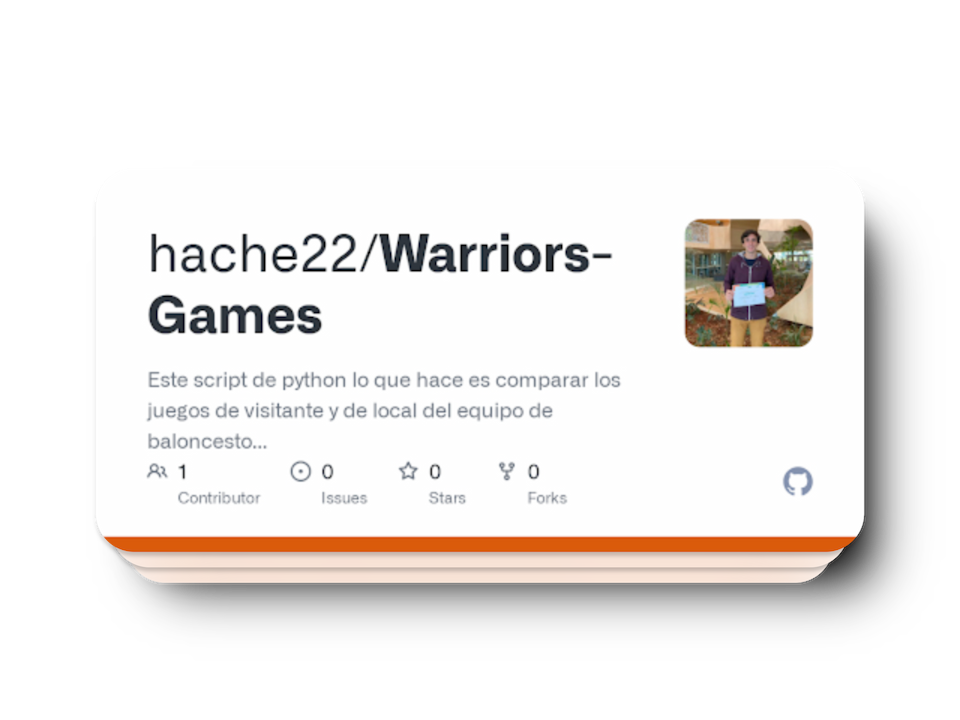 hache22/Warriors-
Games
Este script de python lo que hace es comparar los
juegos de visitante y de local del equipo de
baloncesto...
1 0 0 0
Contributor Issues Stars Forks